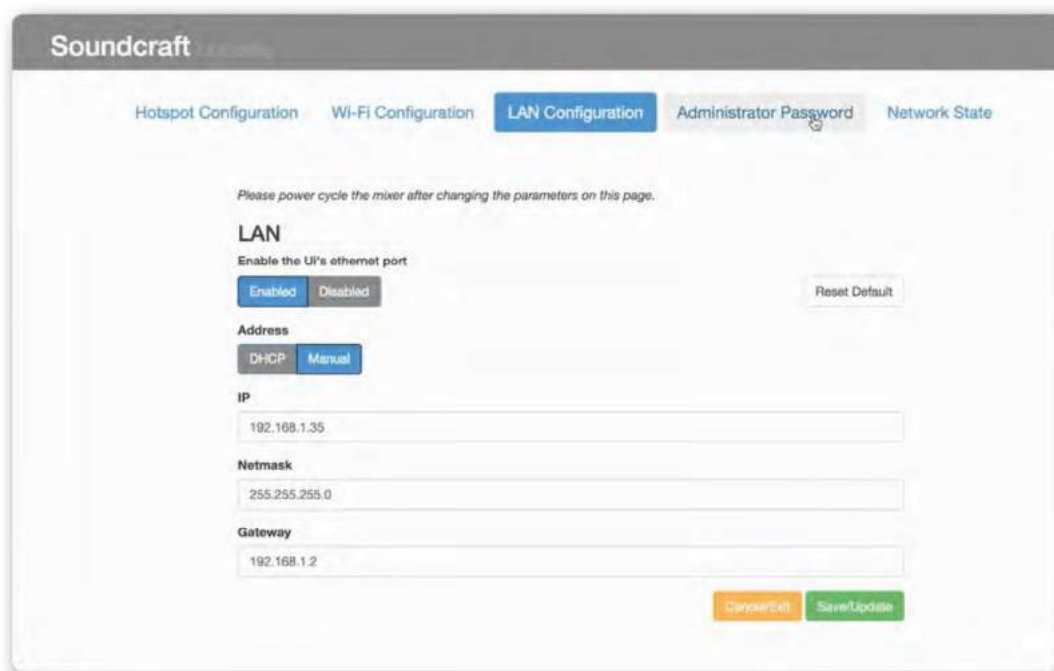 Soundcraft
Hotspot Configuration Wi-Fi Configuration LAN Configuration Administrator Password Network State
Please power cycle the mixer after changing the parameters on this page.
LAN
Enable the Ui's ethernet port
Enabled Disabled Reset Default
Address
DHCP Manual
IP
192.168.1.35
Netmask
255.255.255.0
Gateway
192.168.1.2
Cancel/Exit Save/Update